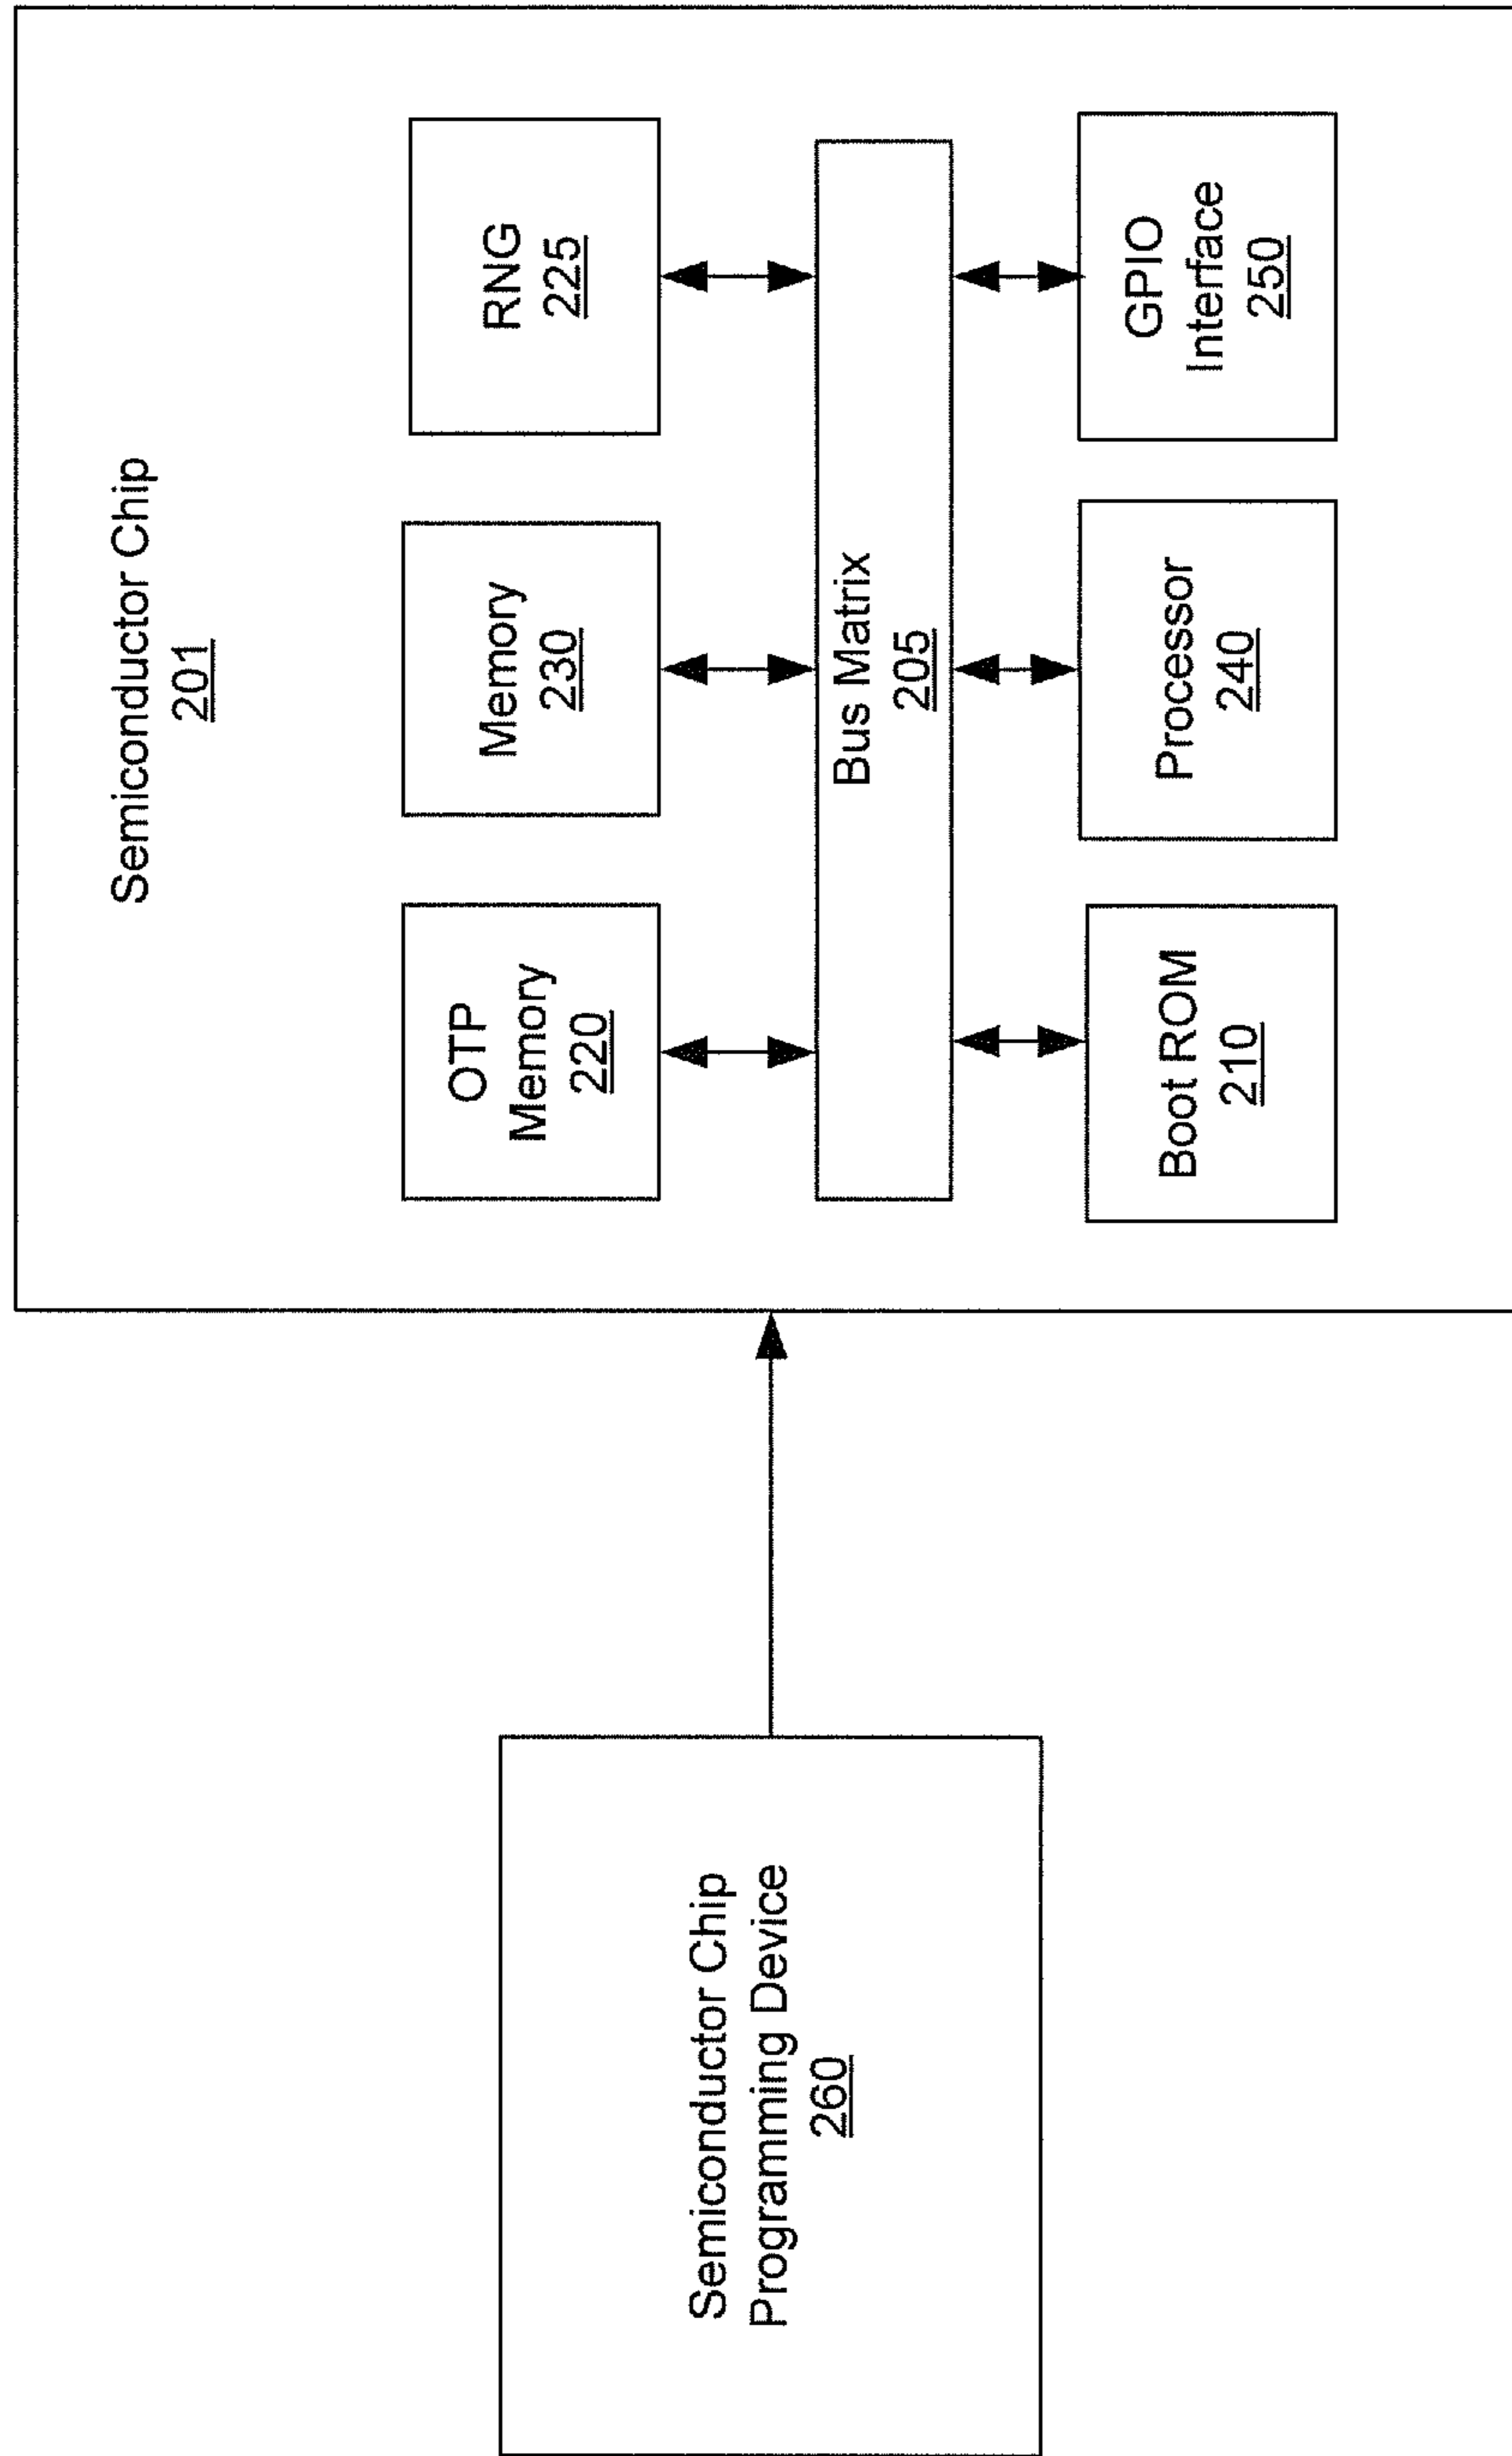 Semiconductor Chip
Programming Device
260
Semiconductor Chip
201
OTP
Memory
220
Memory
230
RNG
225
Bus Matrix
205
Boot ROM
210
Processor
240
GPIO
Interface
250